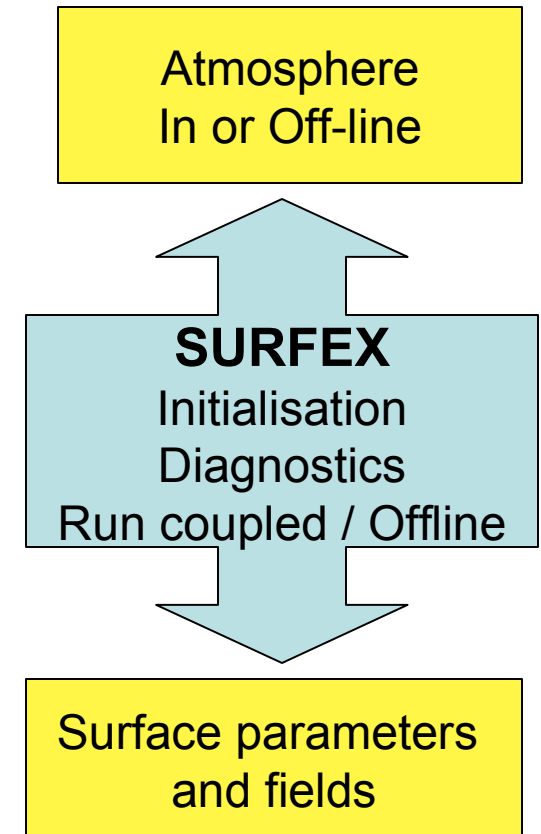 Atmosphere
In or Off-line
SURFEX
Initialisation
Diagnostics
Run coupled / Offline
Surface parameters
and fields